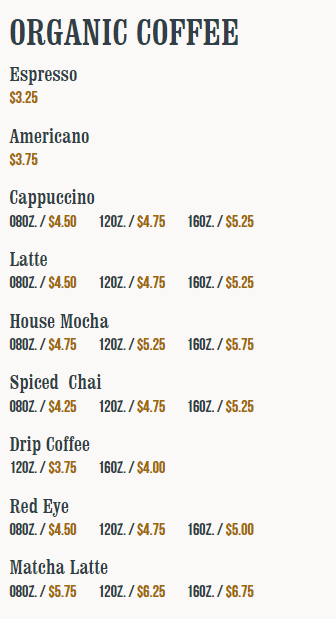 ORGANIC COFFEE
Espresso
$3.25
Americano
$3.75
Cappuccino
08OZ. / $4.50 12OZ. / $4.75 16OZ. / $5.25
Latte
08OZ. / $4.50 12OZ. / $4.75 16OZ. / $5.25
House Mocha
08OZ. / $4.75 12OZ. / $5.25 16OZ. / $5.75
Spiced Chai
08OZ. / $4.25 12OZ. / $4.75 16OZ. / $5.25
Drip Coffee
12OZ. / $3.75 16OZ. / $4.00
Red Eye
08OZ. / $4.50 12OZ. / $4.75 16OZ. / $5.00
Matcha Latte
08OZ. / $5.75 12OZ. / $6.25 16OZ. / $6.75